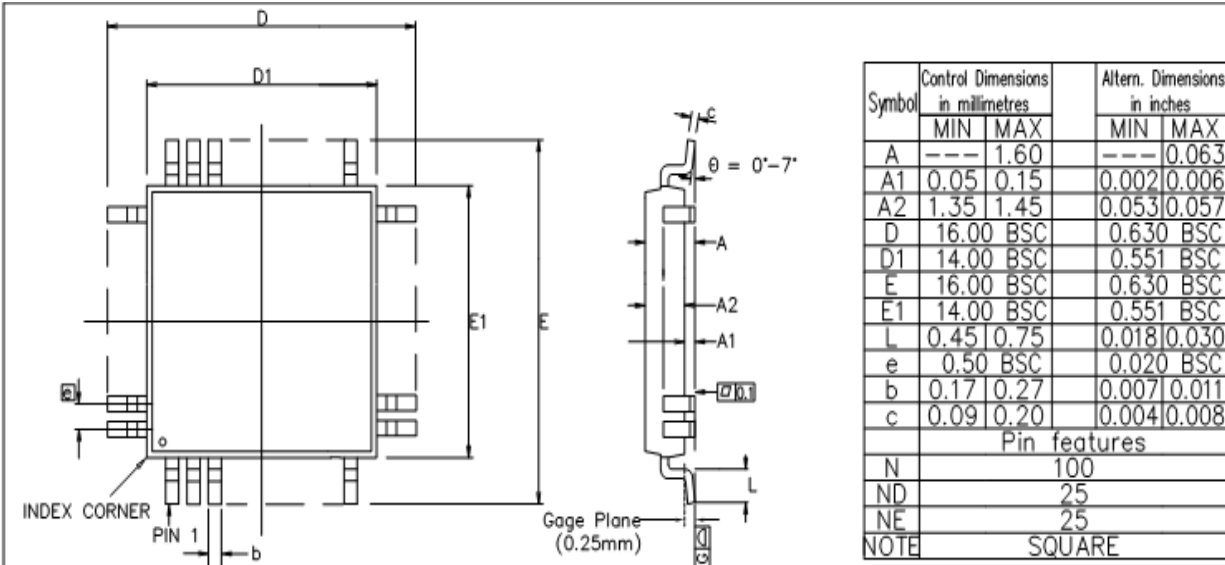 D
D1
c
θ = 0°-7°
A
E1
E
A2
A1
e
0.1
L
INDEX CORNER
PIN 1
b
Gage Plane
(0.25mm)
G
Symbol Control Dimensions in millimetres Altern. Dimensions in inches
MIN MAX MIN MAX
A --- 1.60 --- 0.063
A1 0.05 0.15 0.002 0.006
A2 1.35 1.45 0.053 0.057
D 16.00 BSC 0.630 BSC
D1 14.00 BSC 0.551 BSC
E 16.00 BSC 0.630 BSC
E1 14.00 BSC 0.551 BSC
L 0.45 0.75 0.018 0.030
e 0.50 BSC 0.020 BSC
b 0.17 0.27 0.007 0.011
c 0.09 0.20 0.004 0.008
Pin features
N 100
ND 25
NE 25
NOTE SQUARE